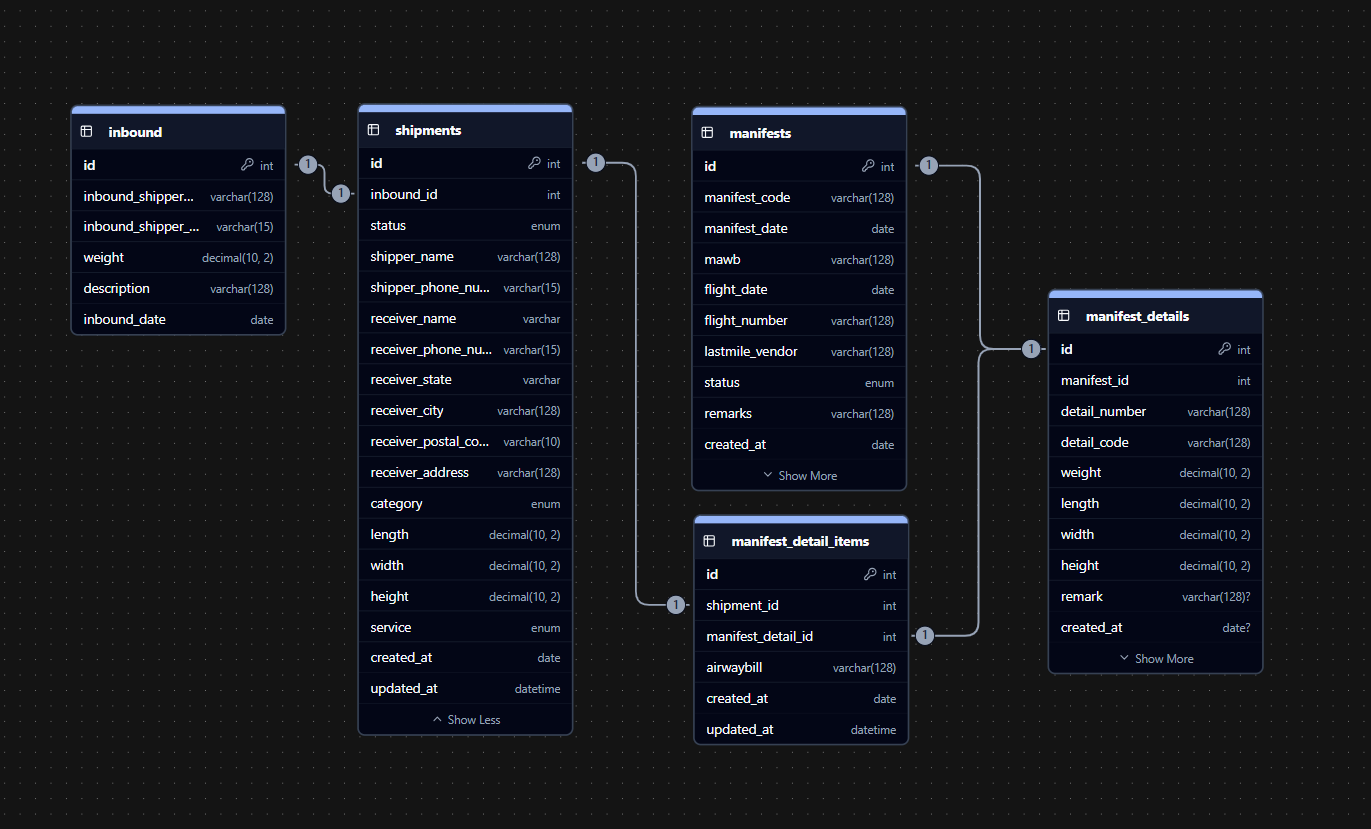 inbound
id int
inbound_shipper... varchar(128)
inbound_shipper_... varchar(15)
weight decimal(10, 2)
description varchar(128)
inbound_date date
1
1
shipments
id int
inbound_id int
status enum
shipper_name varchar(128)
shipper_phone_nu... varchar(15)
receiver_name varchar
receiver_phone_nu... varchar(15)
receiver_state varchar
receiver_city varchar(128)
receiver_postal_co... varchar(10)
receiver_address varchar(128)
category enum
length decimal(10, 2)
width decimal(10, 2)
height decimal(10, 2)
service enum
created_at date
updated_at datetime
Show Less
1
1
manifests
id int
manifest_code varchar(128)
manifest_date date
mawb varchar(128)
flight_date date
flight_number varchar(128)
lastmile_vendor varchar(128)
status enum
remarks varchar(128)
created_at date
Show More
1
manifest_detail_items
id int
shipment_id int
manifest_detail_id int
airwaybill varchar(128)
created_at date
updated_at datetime
1
1
manifest_details
id int
manifest_id int
detail_number varchar(128)
detail_code varchar(128)
weight decimal(10, 2)
length decimal(10, 2)
width decimal(10, 2)
height decimal(10, 2)
remark varchar(128)?
created_at date?
Show More